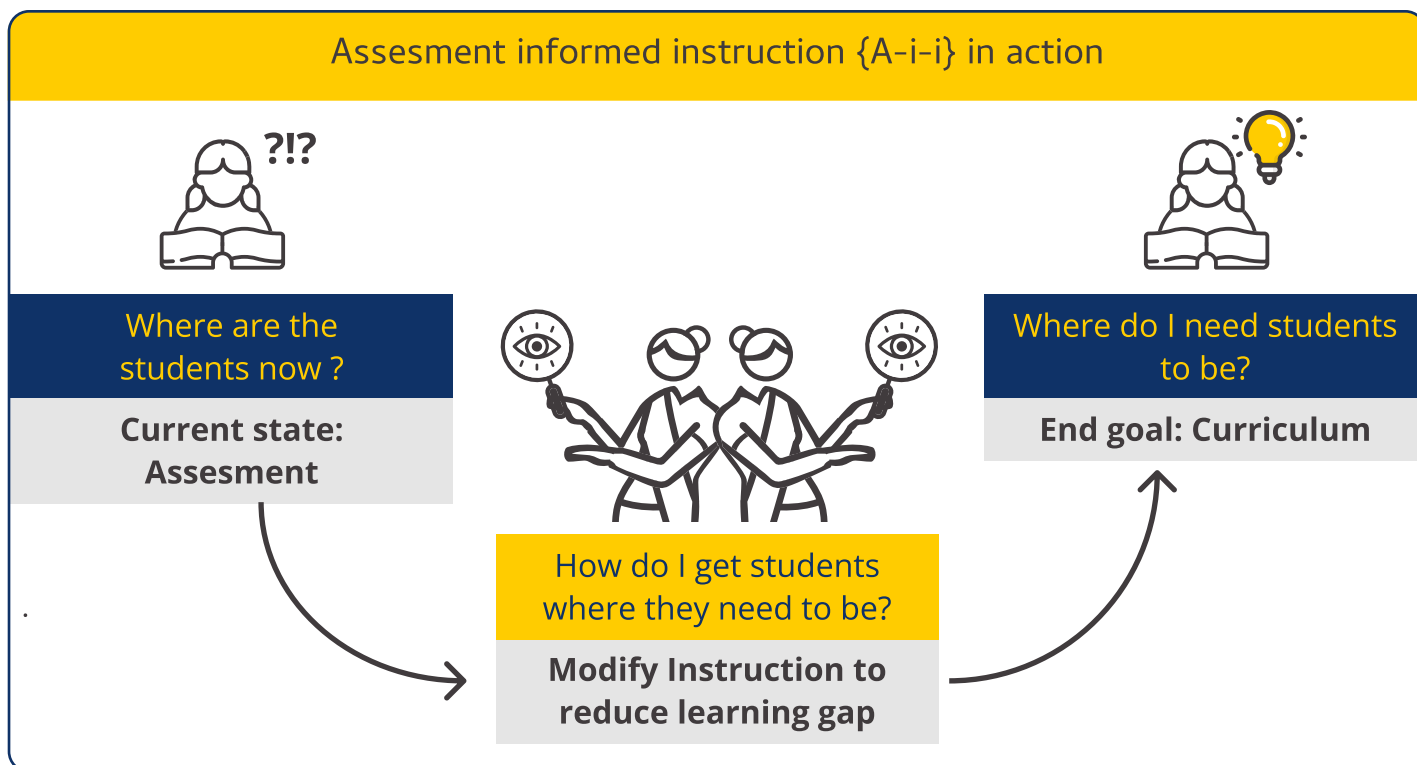 Assesment informed instruction {A-i-i} in action
?!?
Where are the
students now ?
Current state:
Assesment
How do I get students
where they need to be?
Modify Instruction to
reduce learning gap
Where do I need students
to be?
End goal: Curriculum
.